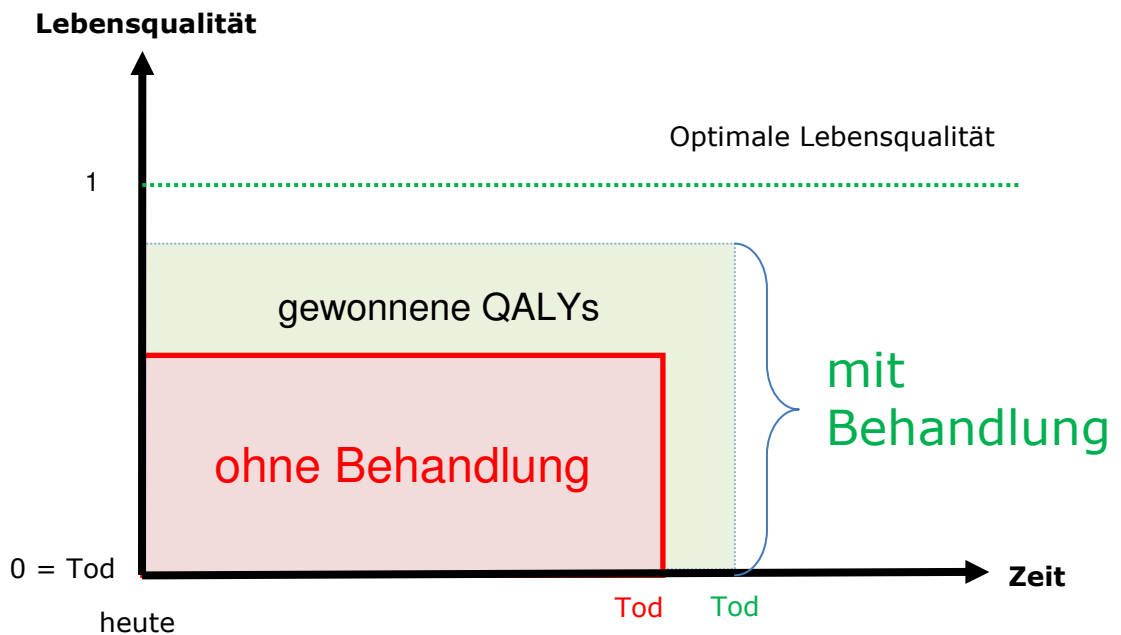 Lebensqualität
Optimale Lebensqualität
1
gewonnene QALYs
mit
Behandlung
ohne Behandlung
0 = Tod
Zeit
Tod
Tod
heute